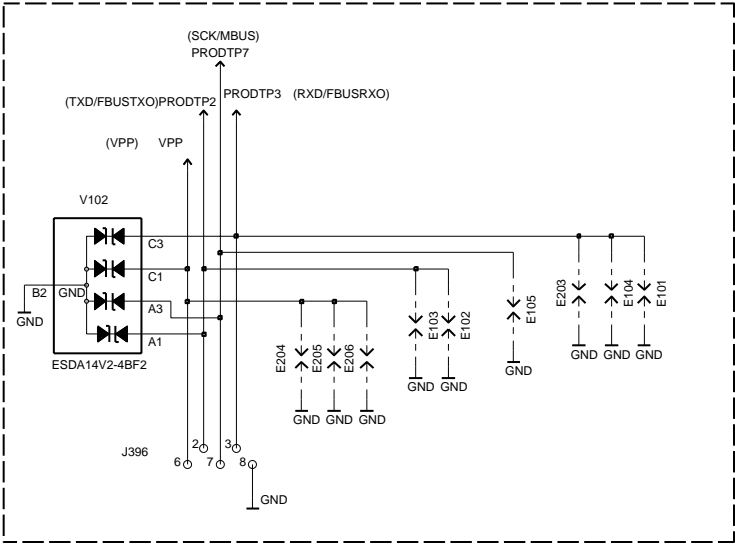 (SCK/MBUS)
PRODTP7
(TXD/FBUSTXO)PRODTP2
PRODTP3 (RXD/FBUSRXO)
(VPP) VPP
V102
C3
C1
B2 GND
A3
A1
GND
ESDA14V2-4BF2
E203
E104
E101
E105
E103
E102
E204
E205
E206
GND GND GND
GND
GND GND
GND GND GND
J396
2
3
6
7
8
GND